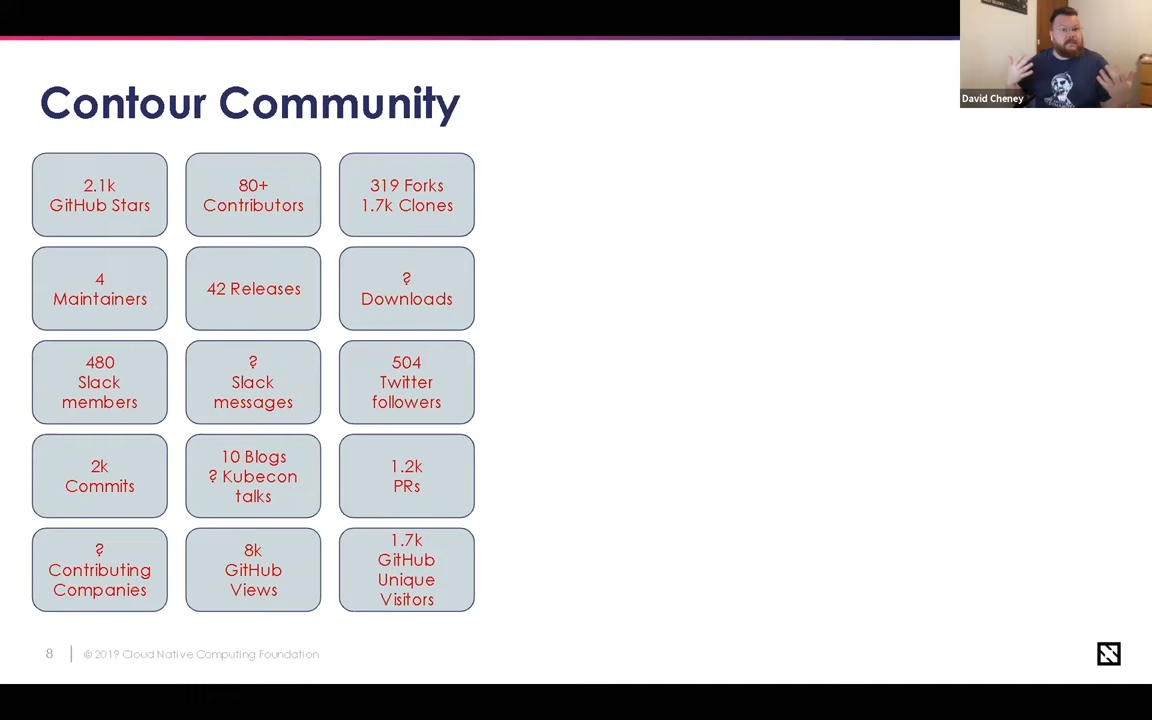 David Cheney
Contour Community
2.1k
GitHub Stars
80+
Contributors
319 Forks
1.7k Clones
4
Maintainers
42 Releases
?
Downloads
480
Slack
members
?
Slack
messages
504
Twitter
followers
2k
Commits
10 Blogs
? Kubecon
talks
1.2k
PRs
?
Contributing
Companies
8k
GitHub
Views
1.7k
GitHub
Unique
Visitors
8
© 2019 Cloud Native Computing Foundation